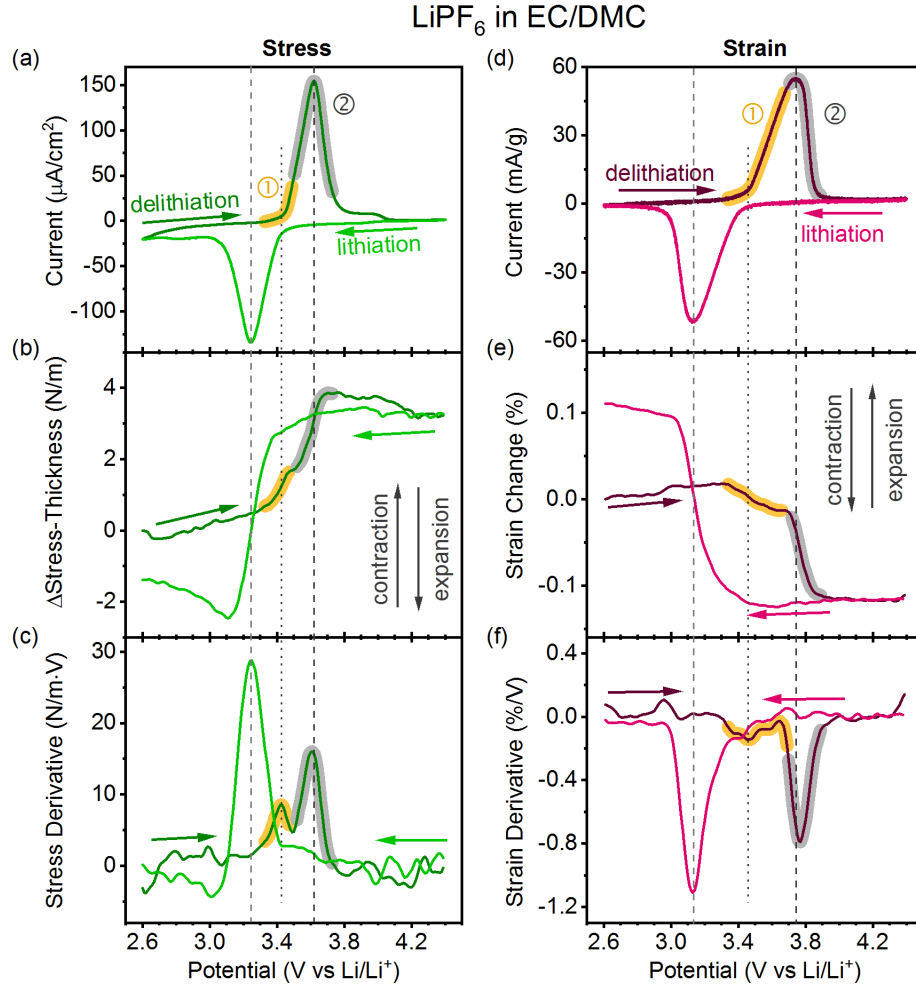 LiPF₆ in EC/DMC
Stress
(a)
Current (µA/cm²)
150
100
50
0
-50
-100
delithiation
lithiation
①
②
(b)
ΔStress-Thickness (N/m)
4
2
0
-2
contraction
expansion
(c)
Stress Derivative (N/m·V)
30
20
10
0
2.6 3.0 3.4 3.8 4.2
Potential (V vs Li/Li⁺)
Strain
(d)
Current (mA/g)
60
30
0
-30
-60
delithiation
lithiation
①
②
(e)
Strain Change (%)
0.1
0.0
-0.1
contraction
expansion
(f)
Strain Derivative (%/V)
0.4
0.0
-0.4
-0.8
-1.2
2.6 3.0 3.4 3.8 4.2
Potential (V vs Li/Li⁺)